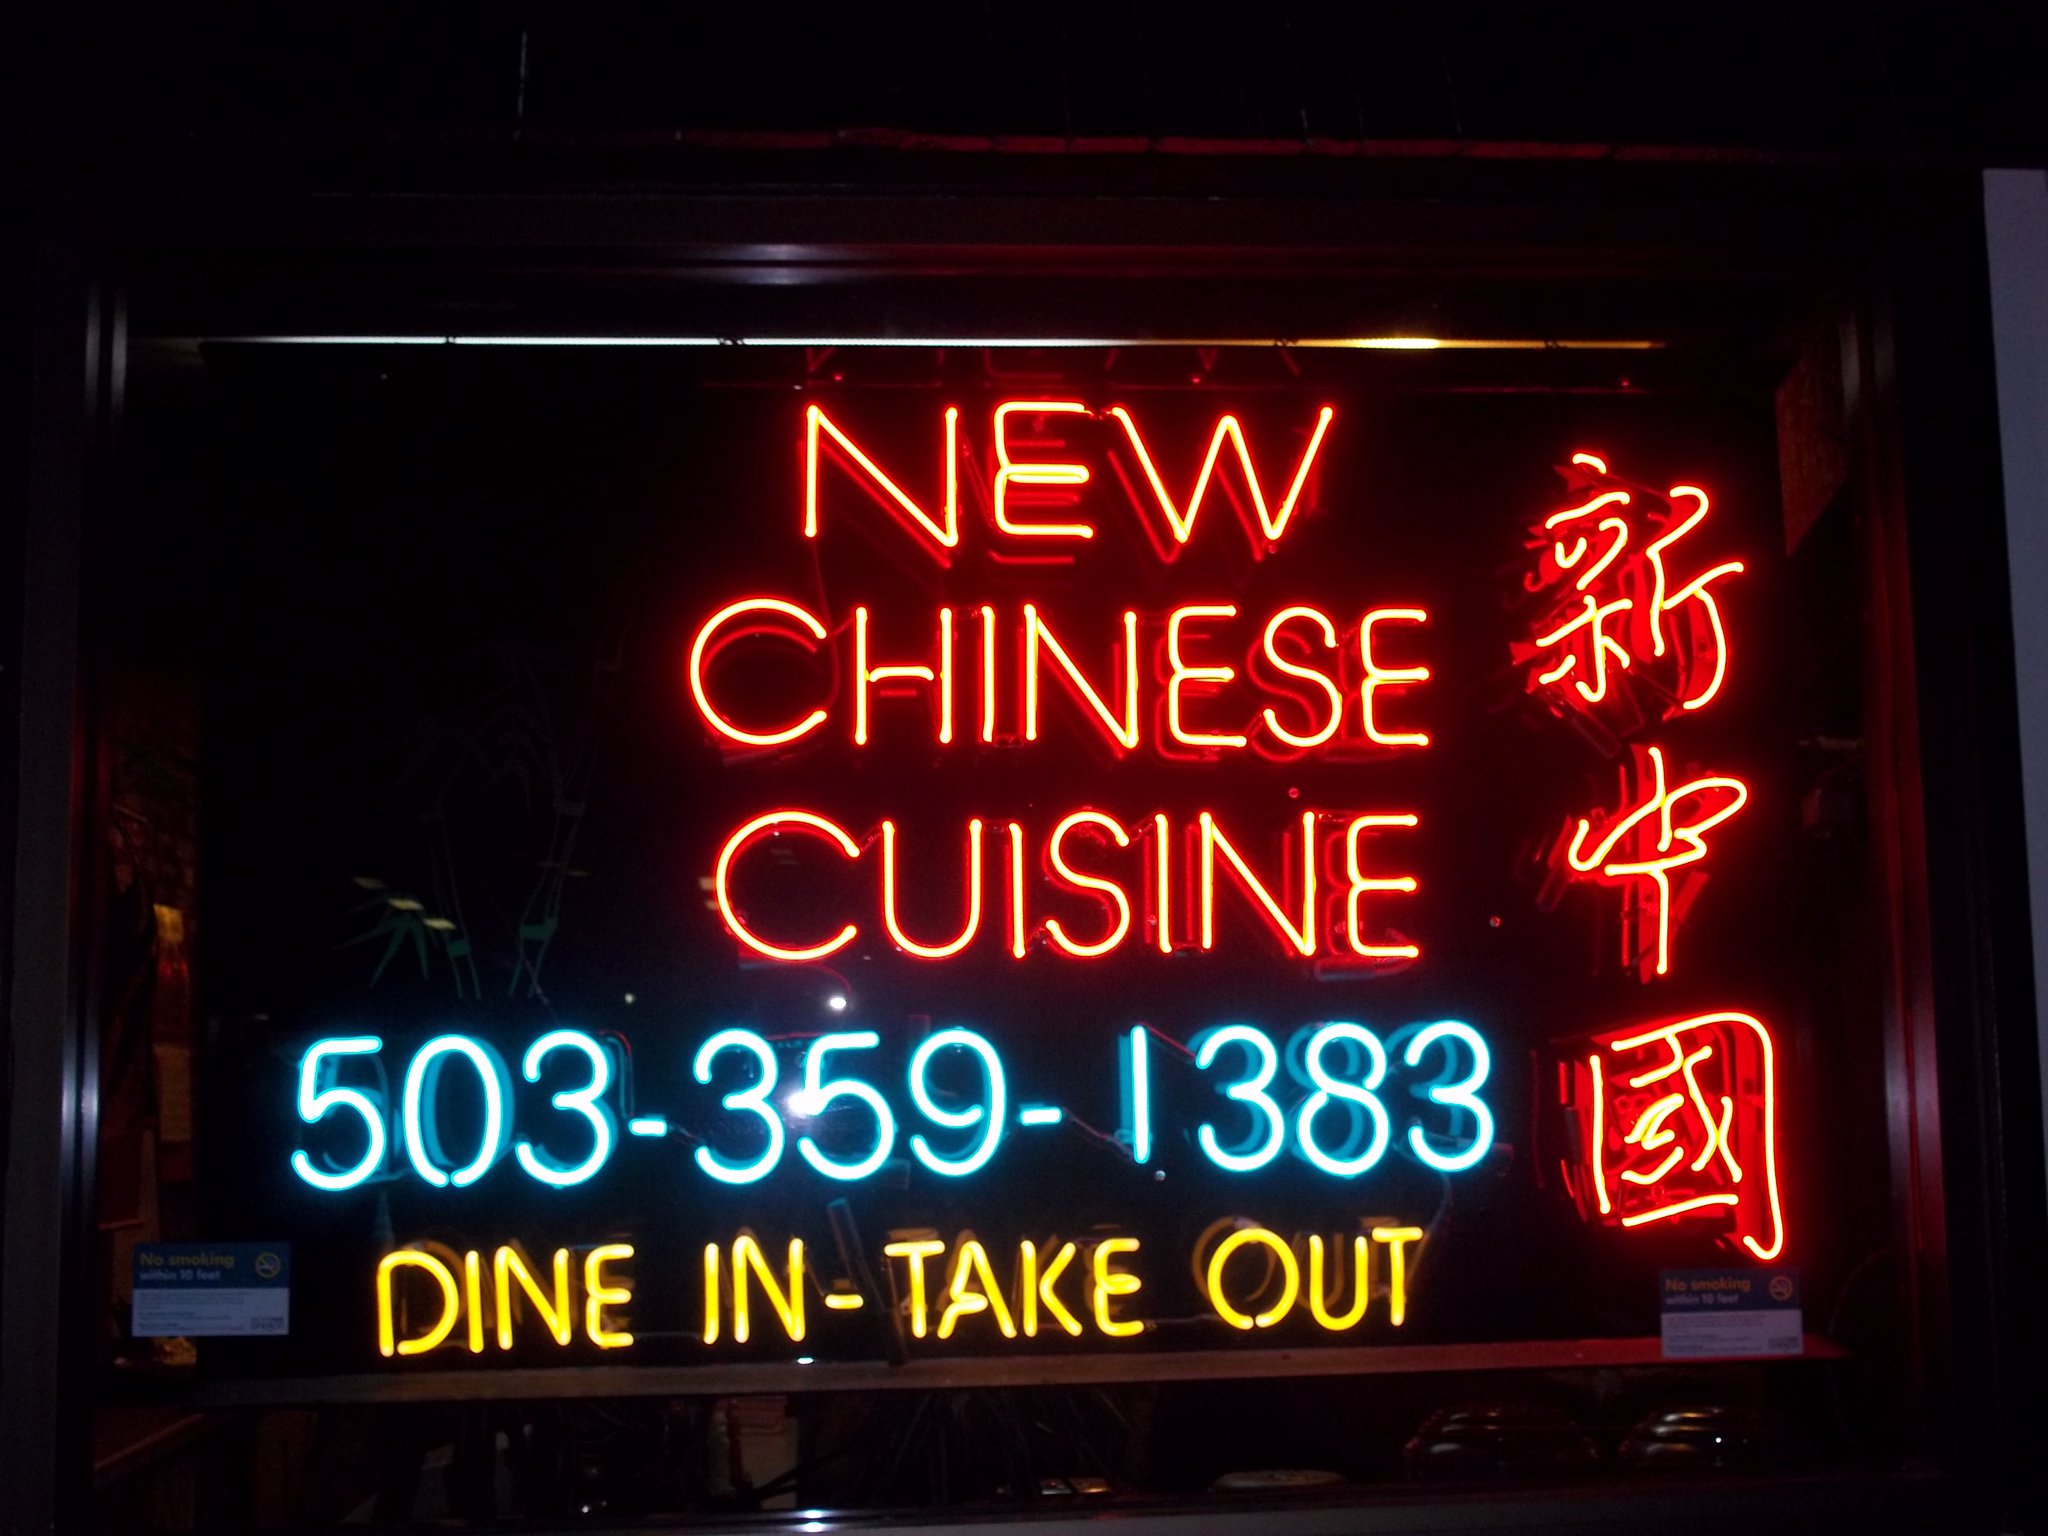 NEW
CHINESE
CUISINE
新中國
503-359-1383
DINE IN-TAKE OUT
No smoking
within 10 feet
No smoking
within 10 feet